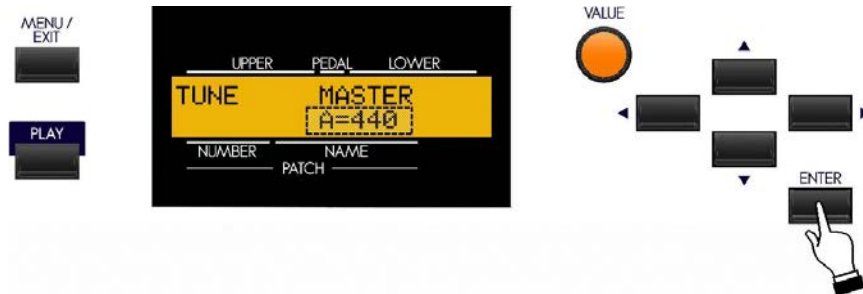 MENU /
EXIT
PLAY
UPPER PEDAL LOWER
TUNE MASTER
A=440
NUMBER NAME
PATCH
VALUE
ENTER